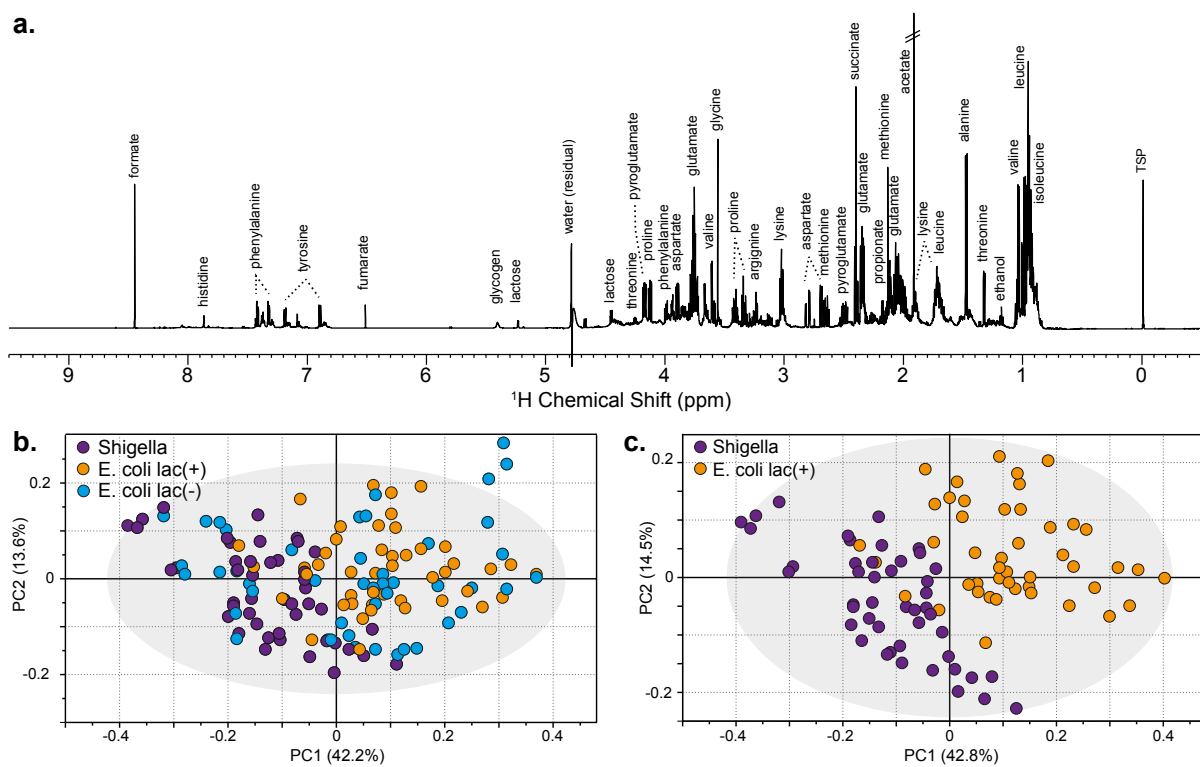 a.
formate
histidine
phenylalanine
tyrosine
fumarate
glycogen
lactose
water (residual)
lactose
threonine
pyroglutamate
proline
phenylalanine
aspartate
glutamate
valine
glycine
proline
argignine
lysine
aspartate
methionine
pyroglutamate
succinate
glutamate
propionate
methionine
glutamate
acetate
lysine
leucine
alanine
threonine
ethanol
valine
leucine
isoleucine
TSP
9 8 7 6 5 4 3 2 1 0
¹H Chemical Shift (ppm)
b.
Shigella
E. coli lac(+)
E. coli lac(-)
0.2
0
-0.2
PC2 (13.6%)
-0.4 -0.2 0 0.2 0.4
PC1 (42.2%)
c.
Shigella
E. coli lac(+)
0.2
0
-0.2
PC2 (14.5%)
-0.4 -0.2 0 0.2 0.4
PC1 (42.8%)